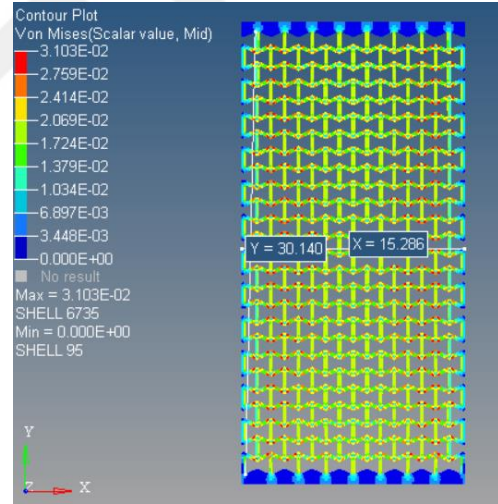 Contour Plot
Von Mises(Scalar value, Mid)
3.103E-02
2.759E-02
2.414E-02
2.069E-02
1.724E-02
1.379E-02
1.034E-02
6.897E-03
3.448E-03
0.000E+00
No result
Max = 3.103E-02
SHELL 6735
Min = 0.000E+00
SHELL 95
Y = 30.140
X = 15.286
Y
Z
X